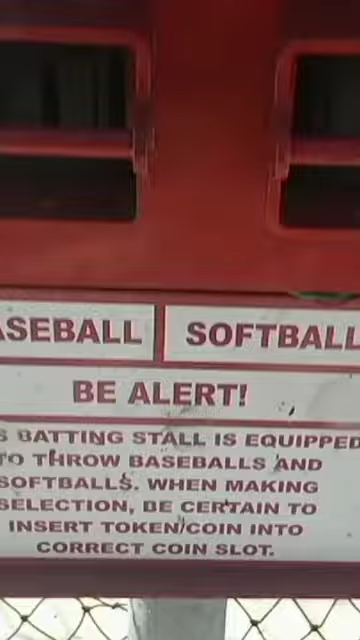 ASEBALL SOFTBALL
BE ALERT!
S BATTING STALL IS EQUIPPED
TO THROW BASEBALLS AND
SOFTBALLS. WHEN MAKING
SELECTION, BE CERTAIN TO
INSERT TOKEN/COIN INTO
CORRECT COIN SLOT.